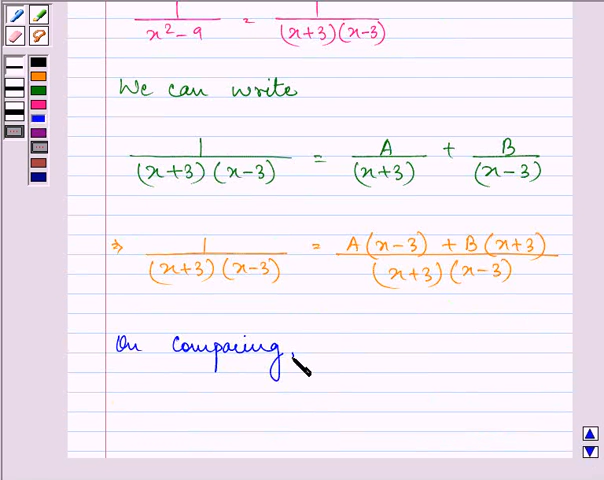 1/(x²-9) = 1/((x+3)(x-3))
We can write
1/((x+3)(x-3)) = A/(x+3) + B/(x-3)
⇒ 1/((x+3)(x-3)) = (A(x-3) + B(x+3))/((x+3)(x-3))
On comparing,